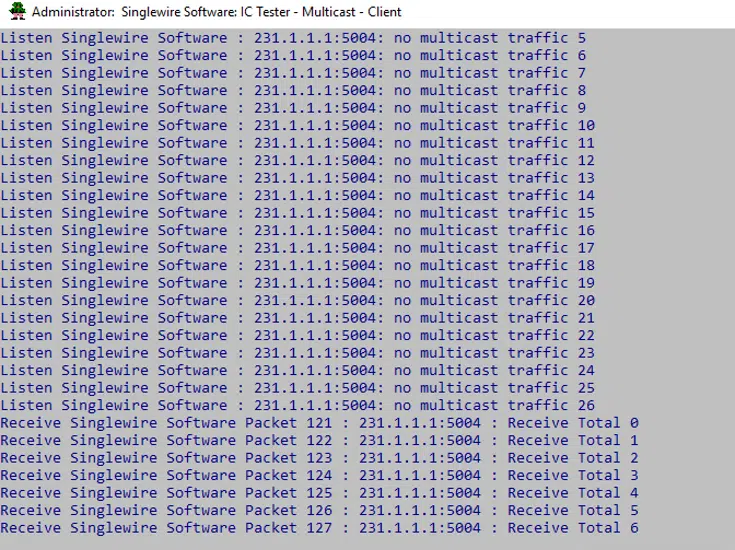 Administrator: Singlewire Software: IC Tester - Multicast - Client
Listen Singlewire Software : 231.1.1.1:5004: no multicast traffic 5
Listen Singlewire Software : 231.1.1.1:5004: no multicast traffic 6
Listen Singlewire Software : 231.1.1.1:5004: no multicast traffic 7
Listen Singlewire Software : 231.1.1.1:5004: no multicast traffic 8
Listen Singlewire Software : 231.1.1.1:5004: no multicast traffic 9
Listen Singlewire Software : 231.1.1.1:5004: no multicast traffic 10
Listen Singlewire Software : 231.1.1.1:5004: no multicast traffic 11
Listen Singlewire Software : 231.1.1.1:5004: no multicast traffic 12
Listen Singlewire Software : 231.1.1.1:5004: no multicast traffic 13
Listen Singlewire Software : 231.1.1.1:5004: no multicast traffic 14
Listen Singlewire Software : 231.1.1.1:5004: no multicast traffic 15
Listen Singlewire Software : 231.1.1.1:5004: no multicast traffic 16
Listen Singlewire Software : 231.1.1.1:5004: no multicast traffic 17
Listen Singlewire Software : 231.1.1.1:5004: no multicast traffic 18
Listen Singlewire Software : 231.1.1.1:5004: no multicast traffic 19
Listen Singlewire Software : 231.1.1.1:5004: no multicast traffic 20
Listen Singlewire Software : 231.1.1.1:5004: no multicast traffic 21
Listen Singlewire Software : 231.1.1.1:5004: no multicast traffic 22
Listen Singlewire Software : 231.1.1.1:5004: no multicast traffic 23
Listen Singlewire Software : 231.1.1.1:5004: no multicast traffic 24
Listen Singlewire Software : 231.1.1.1:5004: no multicast traffic 25
Listen Singlewire Software : 231.1.1.1:5004: no multicast traffic 26
Receive Singlewire Software Packet 121 : 231.1.1.1:5004 : Receive Total 0
Receive Singlewire Software Packet 122 : 231.1.1.1:5004 : Receive Total 1
Receive Singlewire Software Packet 123 : 231.1.1.1:5004 : Receive Total 2
Receive Singlewire Software Packet 124 : 231.1.1.1:5004 : Receive Total 3
Receive Singlewire Software Packet 125 : 231.1.1.1:5004 : Receive Total 4
Receive Singlewire Software Packet 126 : 231.1.1.1:5004 : Receive Total 5
Receive Singlewire Software Packet 127 : 231.1.1.1:5004 : Receive Total 6